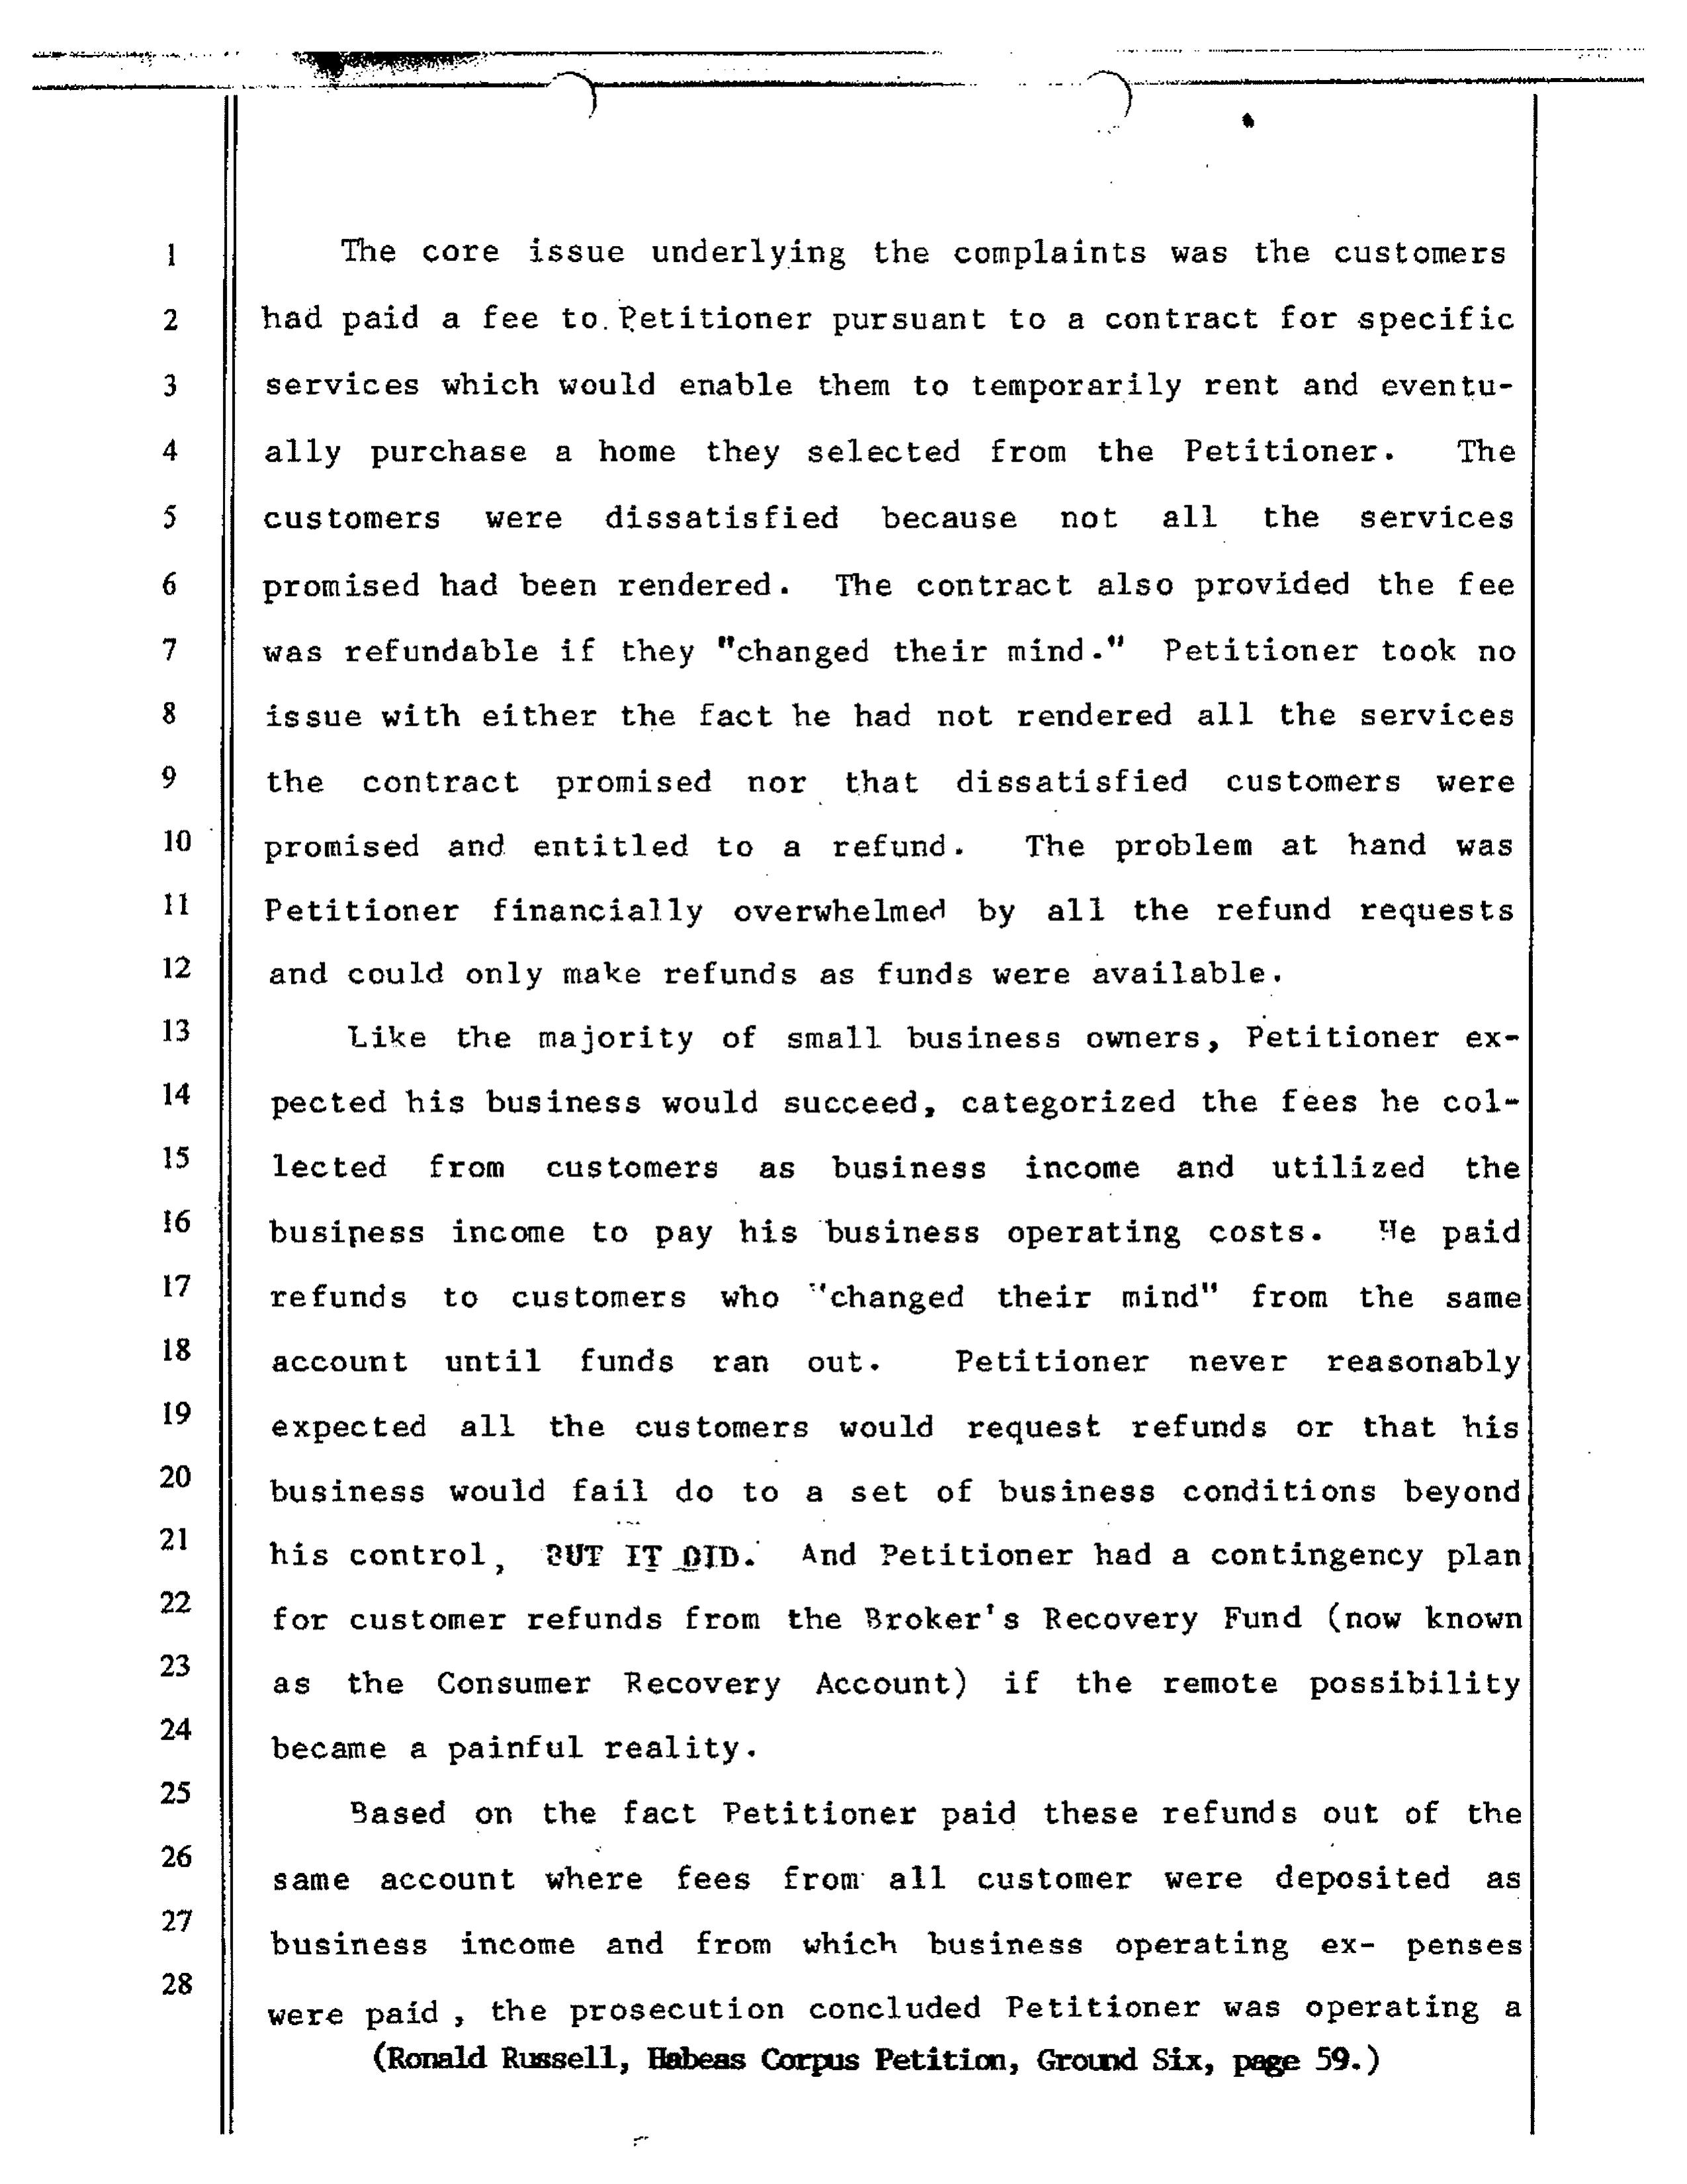 1 The core issue underlying the complaints was the customers
2 had paid a fee to Petitioner pursuant to a contract for specific
3 services which would enable them to temporarily rent and eventu-
4 ally purchase a home they selected from the Petitioner. The
5 customers were dissatisfied because not all the services
6 promised had been rendered. The contract also provided the fee
7 was refundable if they "changed their mind." Petitioner took no
8 issue with either the fact he had not rendered all the services
9 the contract promised nor that dissatisfied customers were
10 promised and entitled to a refund. The problem at hand was
11 Petitioner financially overwhelmed by all the refund requests
12 and could only make refunds as funds were available.
13 Like the majority of small business owners, Petitioner ex-
14 pected his business would succeed, categorized the fees he col-
15 lected from customers as business income and utilized the
16 business income to pay his business operating costs. He paid
17 refunds to customers who "changed their mind" from the same
18 account until funds ran out. Petitioner never reasonably
19 expected all the customers would request refunds or that his
20 business would fail do to a set of business conditions beyond
21 his control, BUT IT DID. And Petitioner had a contingency plan
22 for customer refunds from the Broker's Recovery Fund (now known
23 as the Consumer Recovery Account) if the remote possibility
24 became a painful reality.
25 Based on the fact Petitioner paid these refunds out of the
26 same account where fees from all customer were deposited as
27 business income and from which business operating ex- penses
28 were paid, the prosecution concluded Petitioner was operating a
(Ronald Russell, Habeas Corpus Petition, Ground Six, page 59.)